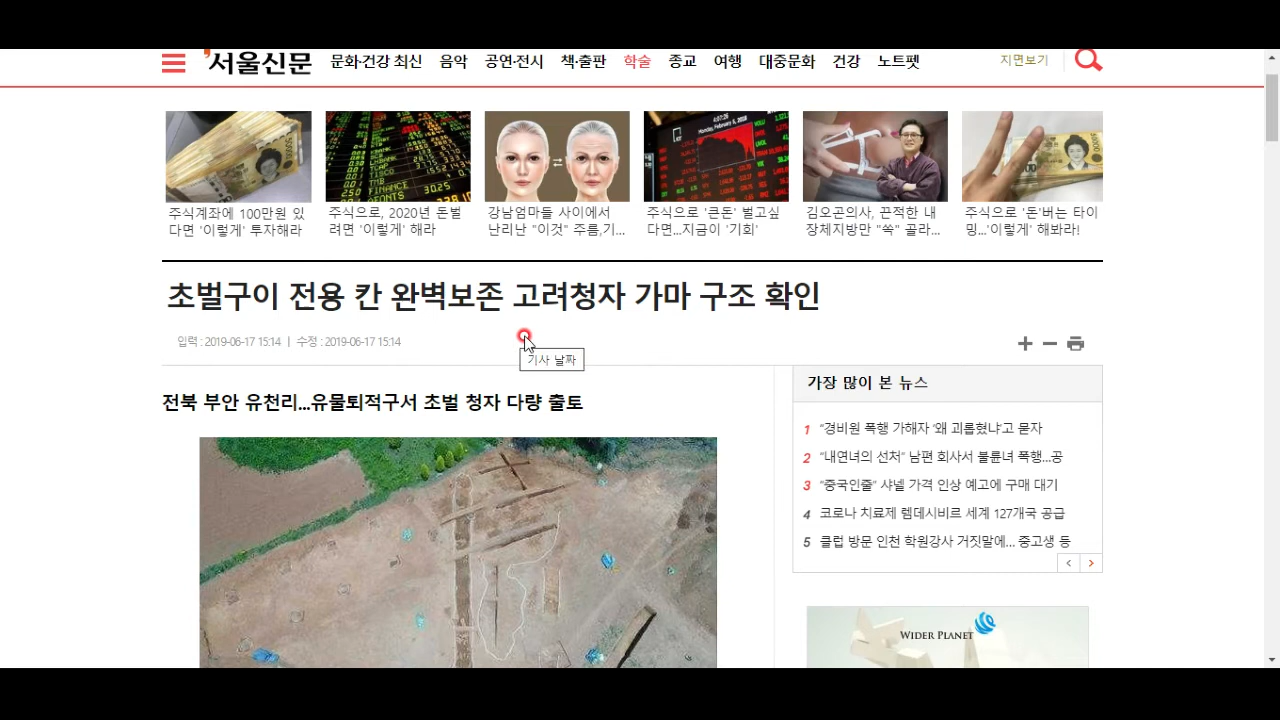 서울신문
문화·건강 최신 음악 공연·전시 책·출판 학술 종교 여행 대중문화 건강 노트펫
지면보기
주식계좌에 100만원 있
다면 '이렇게' 투자해라
주식으로, 2020년 돈벌
려면 '이렇게' 해라
강남엄마들 사이에서
난리난 "이것" 주름,기...
주식으로 '큰돈' 벌고싶
다면...지금이 '기회'
김오곤의사, 끈적한 내
장체지방만 "쏙" 골라...
주식으로 '돈'버는 타이
밍...'이렇게' 해봐라!
초벌구이 전용 칸 완벽보존 고려청자 가마 구조 확인
입력 : 2019-06-17 15:14 ㅣ 수정 : 2019-06-17 15:14
기사 날짜
전북 부안 유천리...유물퇴적구서 초벌 청자 다량 출토
가장 많이 본 뉴스
1 "경비원 폭행 가해자 '왜 괴롭혔냐'고 묻자
2 "내연녀의 선처" 남편 회사서 불륜녀 폭행...공
3 "중국인줄" 샤넬 가격 인상 예고에 구매 대기
4 코로나 치료제 렘데시비르 세계 127개국 공급
5 클럽 방문 인천 학원강사 거짓말에... 중고생 등
WIDER PLANET